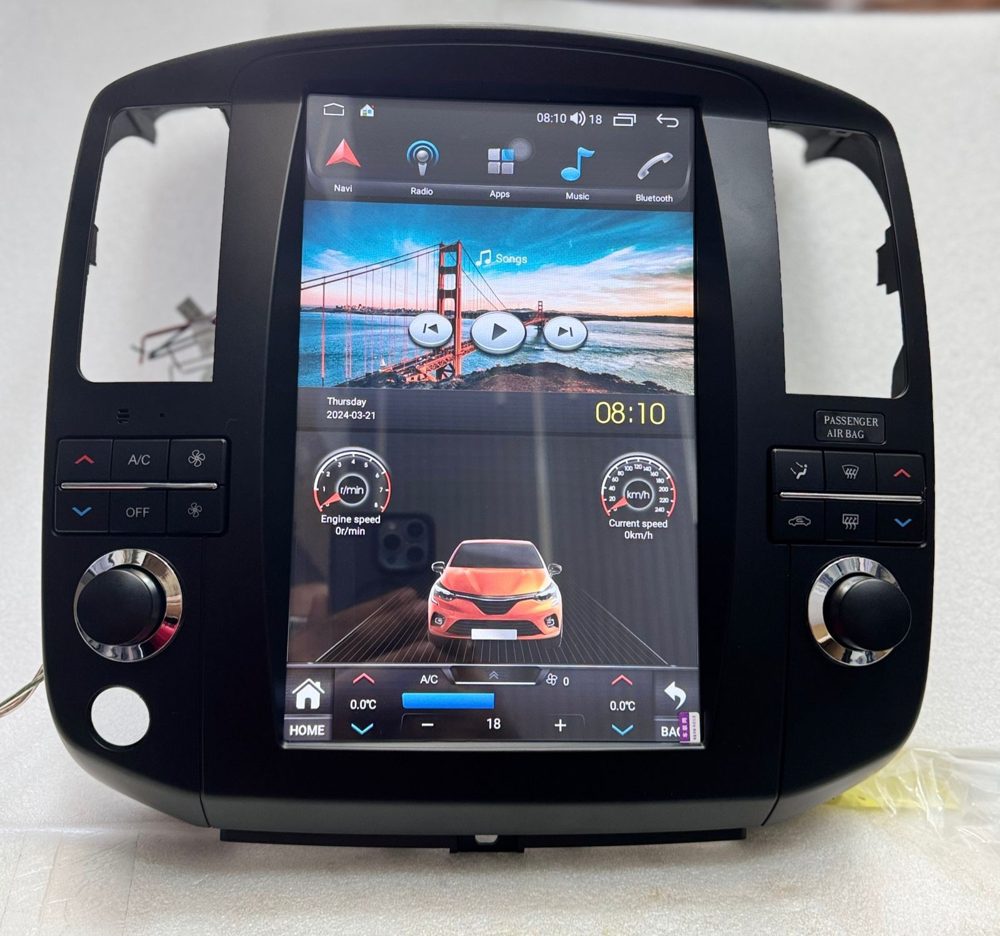 08:10 18
Navi
Radio
Apps
Music
Bluetooth
Songs
Thursday
2024-03-21
08:10
PASSENGER
AIR BAG
A/C
OFF
r/min
km/h
Engine speed
0r/min
Current speed
0km/h
A/C
0
0.0℃
0.0℃
− 18 +
HOME